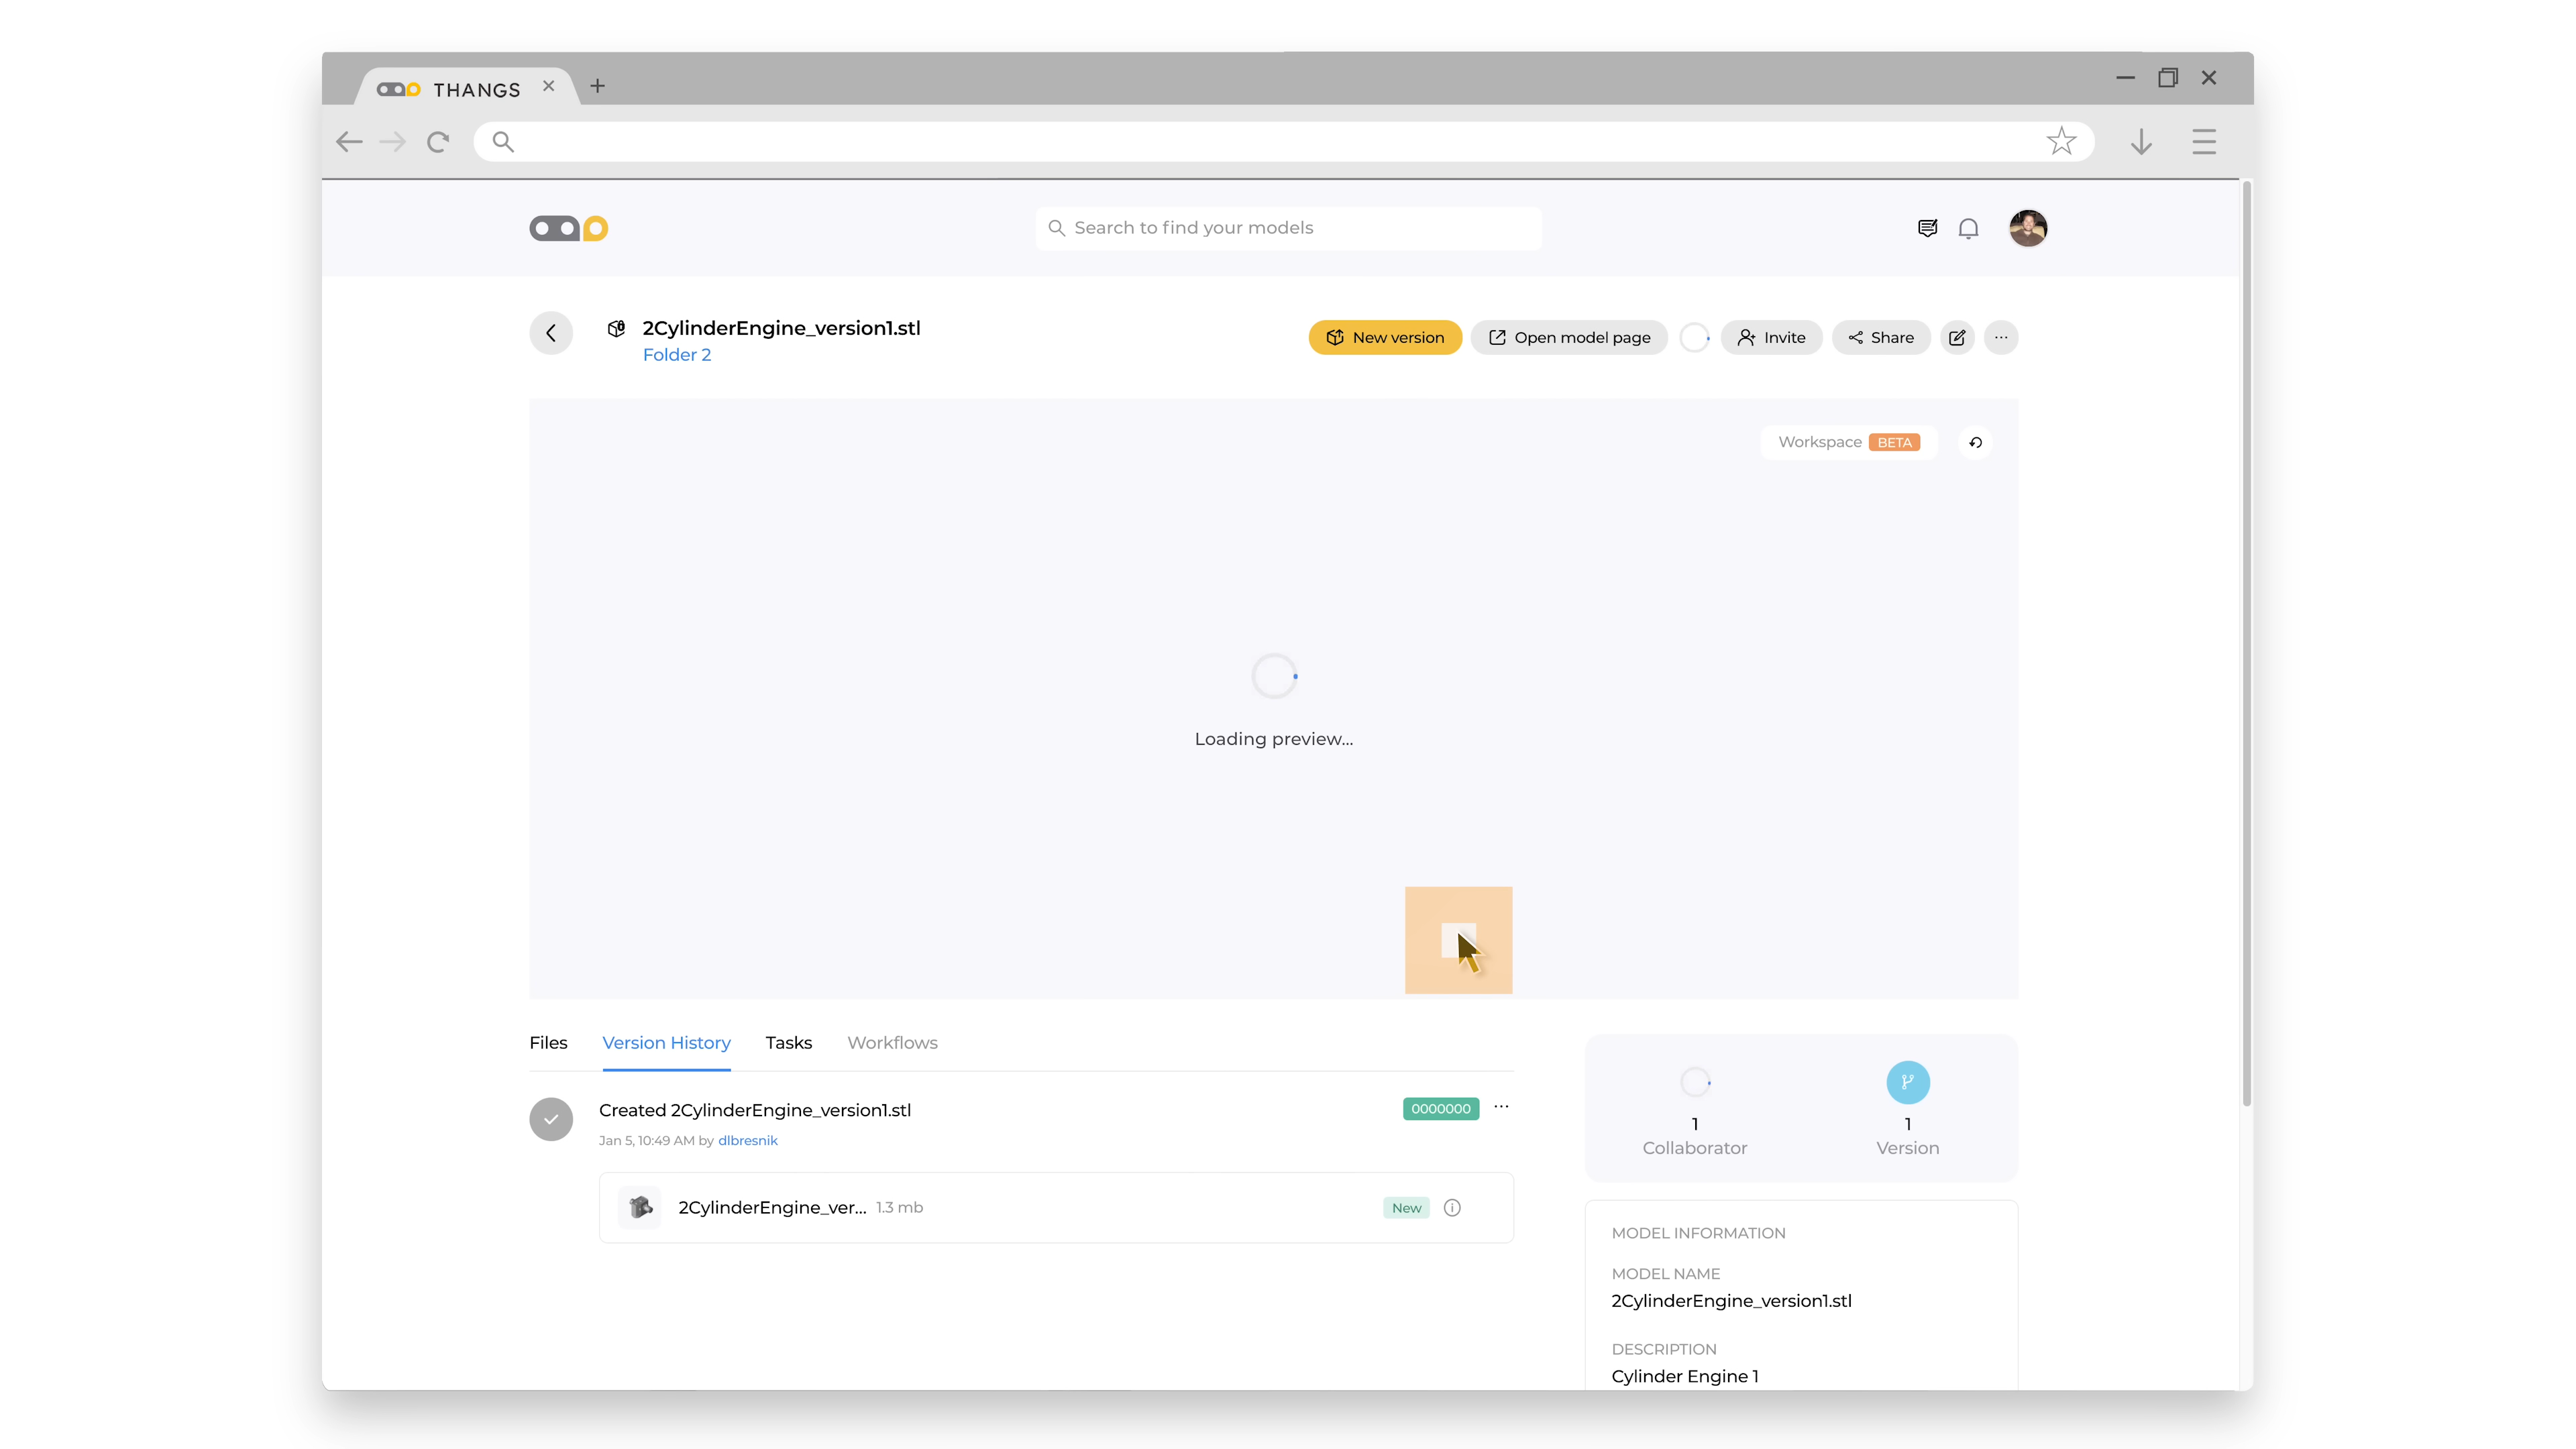 THANGS
Search to find your models
2CylinderEngine_version1.stl
Folder 2
New version
Open model page
Invite
Share
Workspace BETA
Loading preview...
Files
Version History
Tasks
Workflows
Created 2CylinderEngine_version1.stl
0000000
Jan 5, 10:49 AM by dlbresnik
2CylinderEngine_ver... 1.3 mb
New
1
Collaborator
1
Version
MODEL INFORMATION
MODEL NAME
2CylinderEngine_version1.stl
DESCRIPTION
Cylinder Engine 1